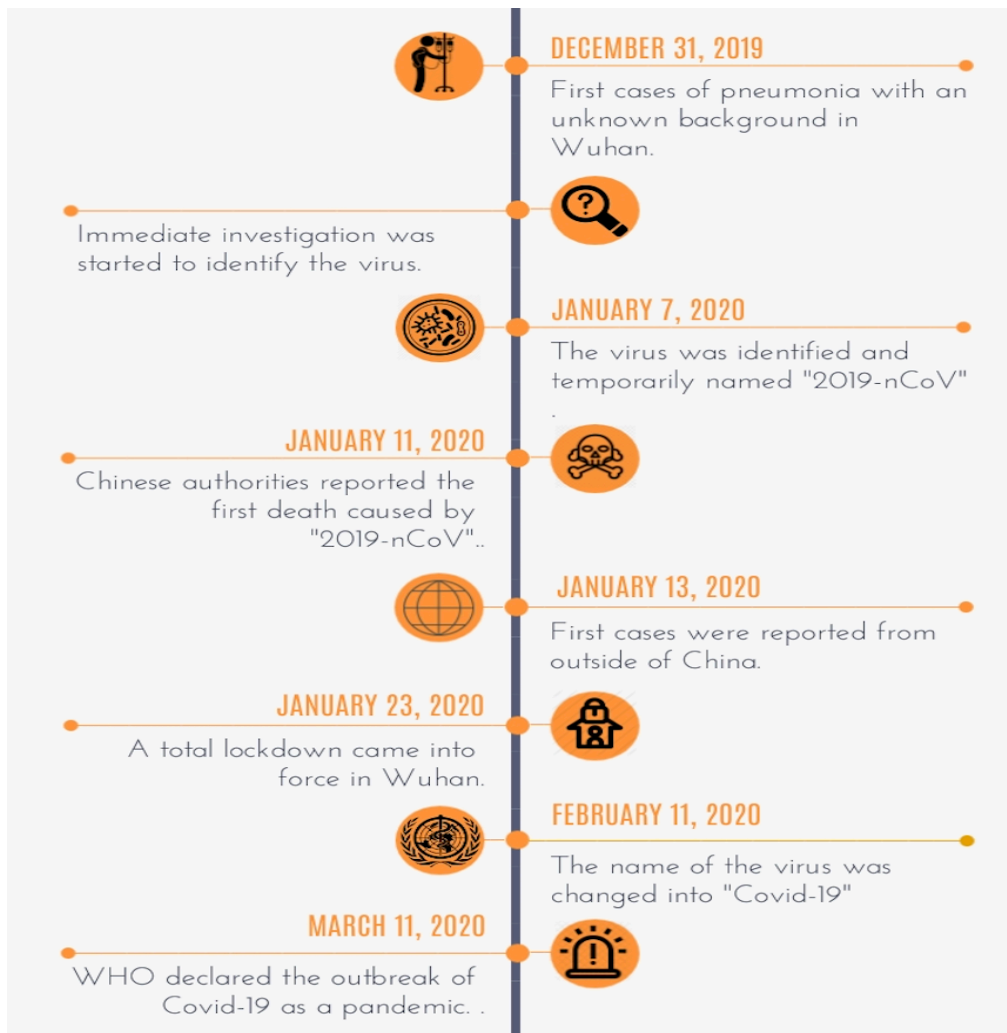 DECEMBER 31, 2019
First cases of pneumonia with an
unknown background in
Wuhan.
?
Immediate investigation was
started to identify the virus.
JANUARY 7, 2020
The virus was identified and
temporarily named "2019-nCoV"
.
JANUARY 11, 2020
Chinese authorities reported the
first death caused by
"2019-nCoV"..
JANUARY 13, 2020
First cases were reported from
outside of China.
JANUARY 23, 2020
A total lockdown came into
force in Wuhan.
FEBRUARY 11, 2020
The name of the virus was
changed into "Covid-19"
MARCH 11, 2020
!
WHO declared the outbreak of
Covid-19 as a pandemic. .